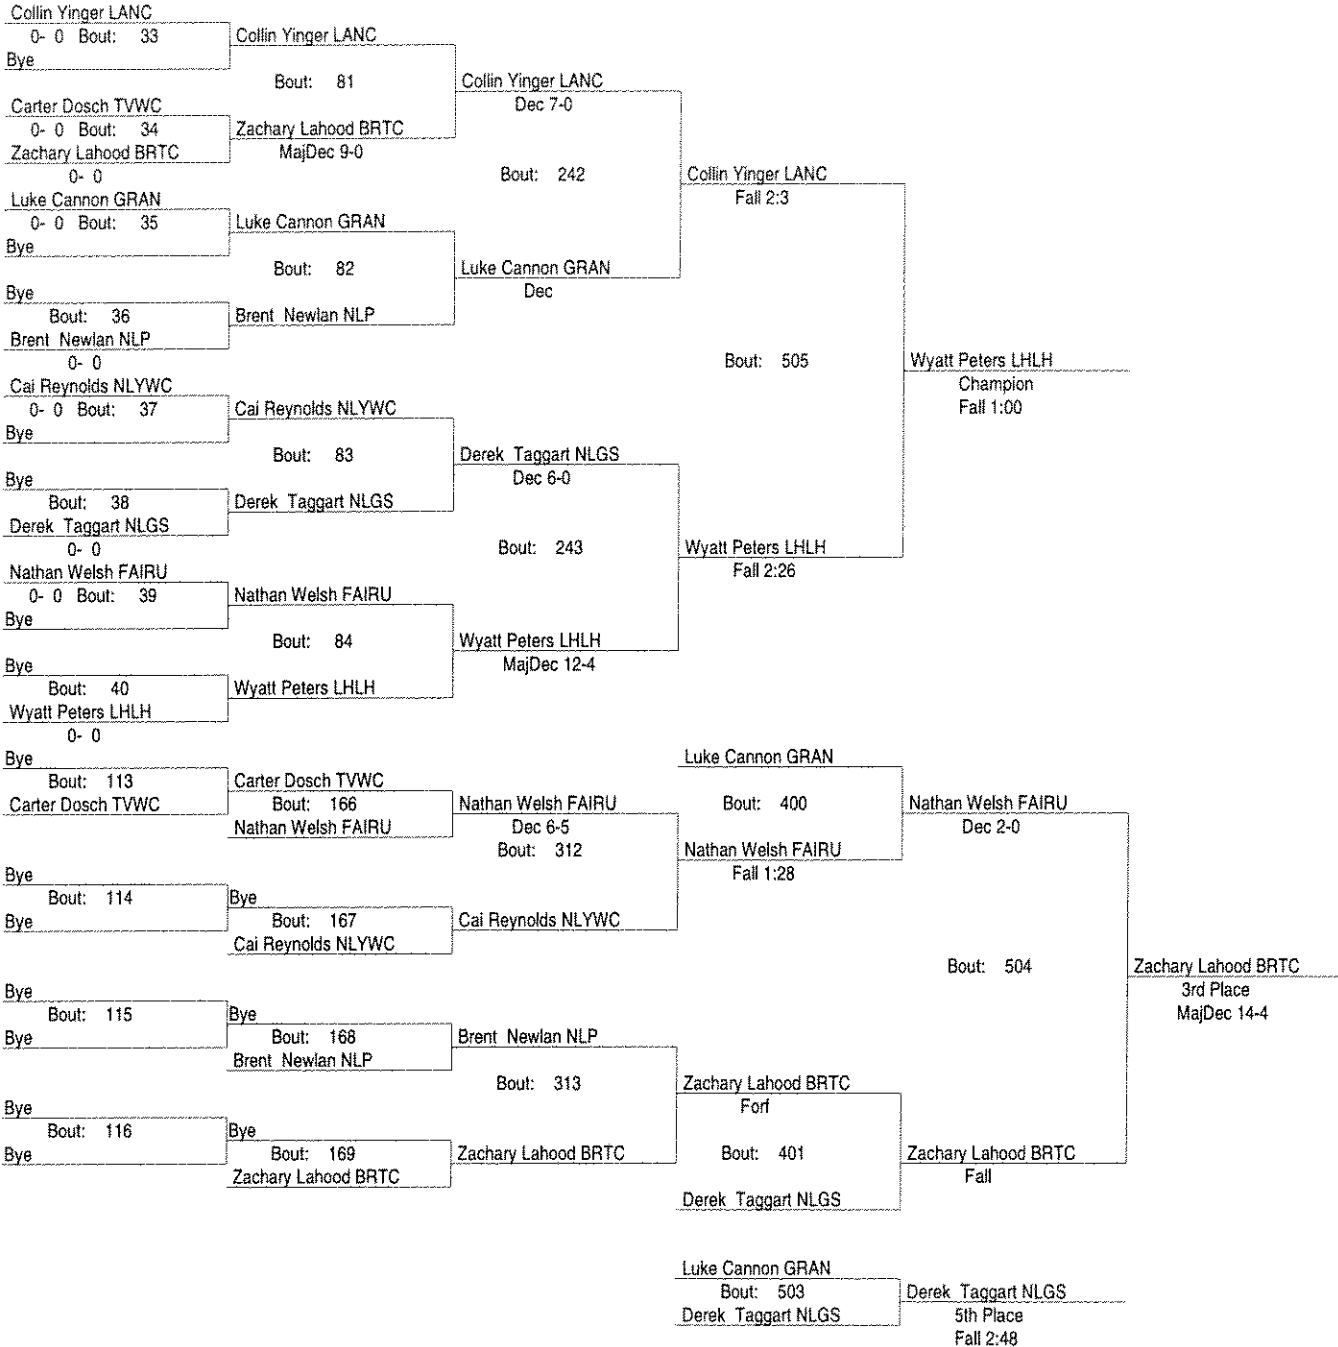 Collin Yinger LANC
0- 0 Bout: 33
Bye
Collin Yinger LANC
Bout: 81
Carter Dosch TVWC
0- 0 Bout: 34
Zachary Lahood BRTC
0- 0
Zachary Lahood BRTC
MajDec 9-0
Collin Yinger LANC
Dec 7-0
Bout: 242
Luke Cannon GRAN
0- 0 Bout: 35
Bye
Luke Cannon GRAN
Bout: 82
Bye
Bout: 36
Brent Newlan NLP
0- 0
Brent Newlan NLP
Luke Cannon GRAN
Dec
Collin Yinger LANC
Fall 2:3
Bout: 505
Cai Reynolds NLYWC
0- 0 Bout: 37
Bye
Cai Reynolds NLYWC
Bout: 83
Bye
Bout: 38
Derek Taggart NLGS
0- 0
Derek Taggart NLGS
Derek Taggart NLGS
Dec 6-0
Bout: 243
Nathan Welsh FAIRU
0- 0 Bout: 39
Bye
Nathan Welsh FAIRU
Bout: 84
Bye
Bout: 40
Wyatt Peters LHLH
0- 0
Wyatt Peters LHLH
Wyatt Peters LHLH
MajDec 12-4
Wyatt Peters LHLH
Fall 2:26
Wyatt Peters LHLH
Champion
Fall 1:00
Bye
Bout: 113
Carter Dosch TVWC
Carter Dosch TVWC
Bout: 166
Nathan Welsh FAIRU
Nathan Welsh FAIRU
Dec 6-5
Bout: 312
Bye
Bout: 114
Bye
Bye
Bout: 167
Cai Reynolds NLYWC
Cai Reynolds NLYWC
Luke Cannon GRAN
Bout: 400
Nathan Welsh FAIRU
Fall 1:28
Nathan Welsh FAIRU
Dec 2-0
Bout: 504
Bye
Bout: 115
Bye
Bye
Bout: 168
Brent Newlan NLP
Brent Newlan NLP
Bout: 313
Bye
Bout: 116
Bye
Bye
Bout: 169
Zachary Lahood BRTC
Zachary Lahood BRTC
Zachary Lahood BRTC
Forf
Bout: 401
Derek Taggart NLGS
Zachary Lahood BRTC
Fall
Zachary Lahood BRTC
3rd Place
MajDec 14-4
Luke Cannon GRAN
Bout: 503
Derek Taggart NLGS
Derek Taggart NLGS
5th Place
Fall 2:48